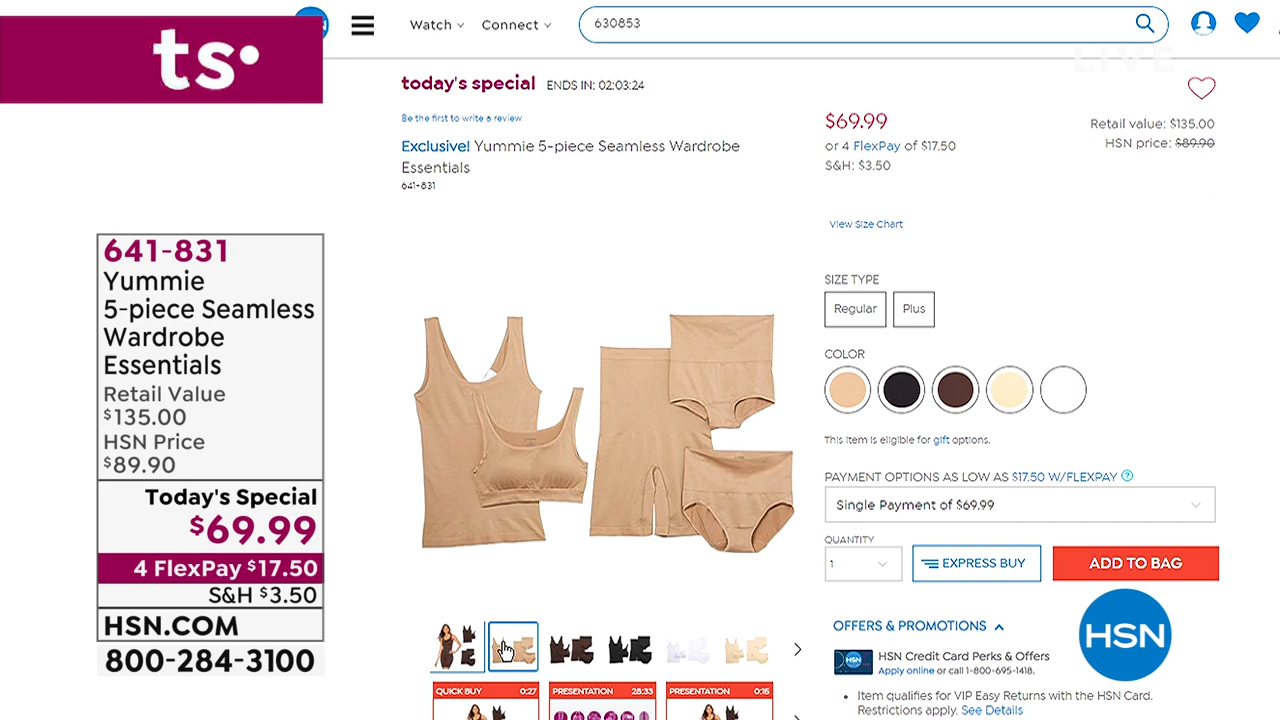 ts•
Watch
Connect
630853
LIVE
today's special ENDS IN: 02:03:24
Be the first to write a review
Exclusive! Yummie 5-piece Seamless Wardrobe
Essentials
641-831
$69.99
or 4 FlexPay of $17.50
S&H: $3.50
Retail value: $135.00
HSN price: $89.90
View Size Chart
SIZE TYPE
Regular
Plus
COLOR
This item is eligible for gift options.
PAYMENT OPTIONS AS LOW AS $17.50 W/FLEXPAY ?
Single Payment of $69.99
QUANTITY
1
EXPRESS BUY
ADD TO BAG
OFFERS & PROMOTIONS
HSN
HSN
HSN Credit Card Perks & Offers
Apply online or call 1-800-695-1418.
• Item qualifies for VIP Easy Returns with the HSN Card.
Restrictions apply. See Details
641-831
Yummie
5-piece Seamless
Wardrobe
Essentials
Retail Value
$135.00
HSN Price
$89.90
Today's Special
$69.99
4 FlexPay $17.50
S&H $3.50
HSN.COM
800-284-3100
QUICK BUY 0:27
PRESENTATION 28:33
PRESENTATION 0:15